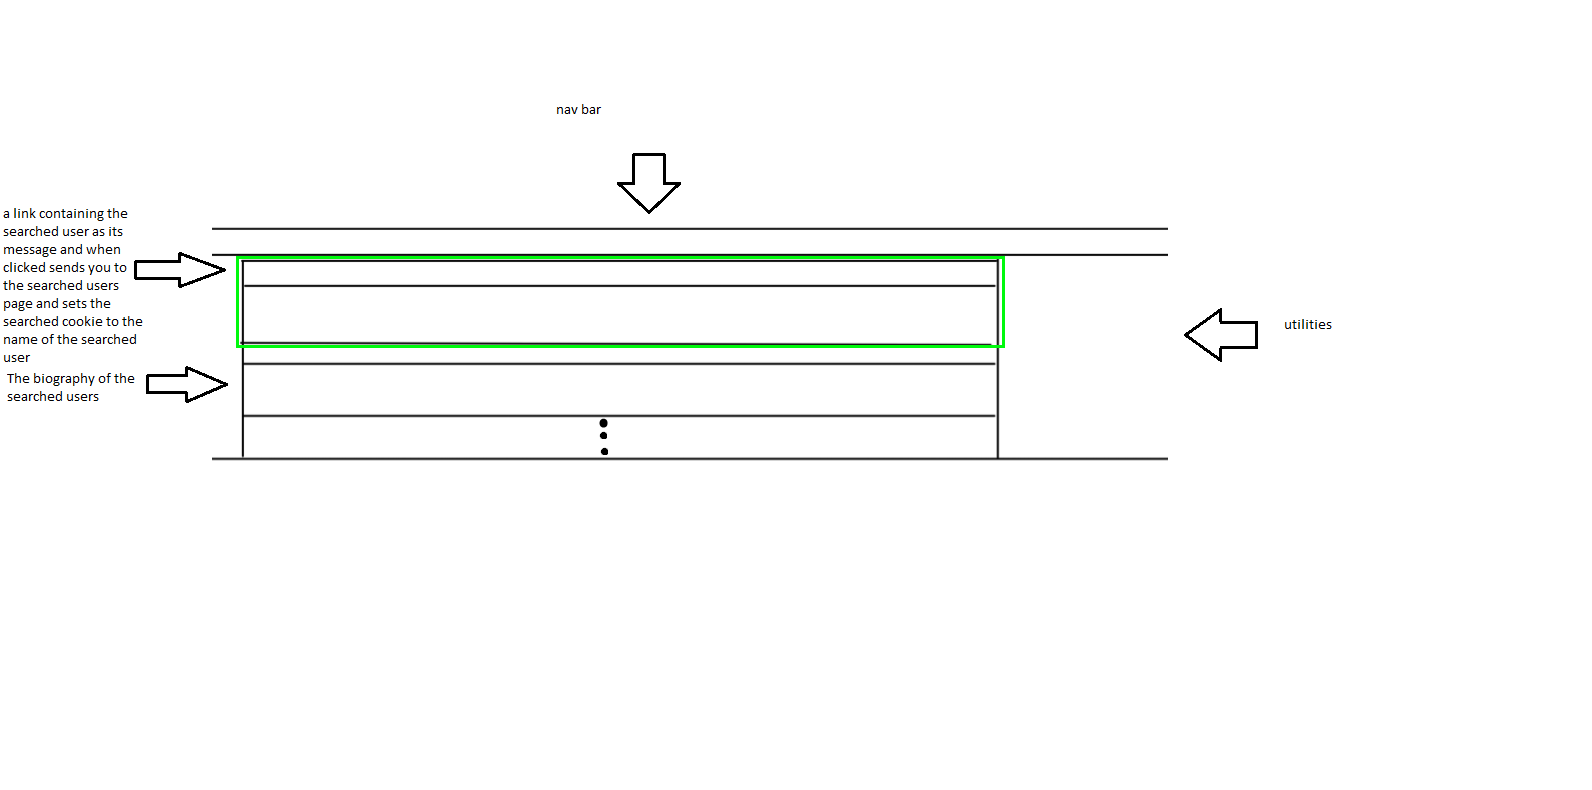 nav bar
a link containing the
searched user as its
message and when
clicked sends you to
the searched users
page and sets the
searched cookie to the
name of the searched
user
The biography of the
searched users
utilities